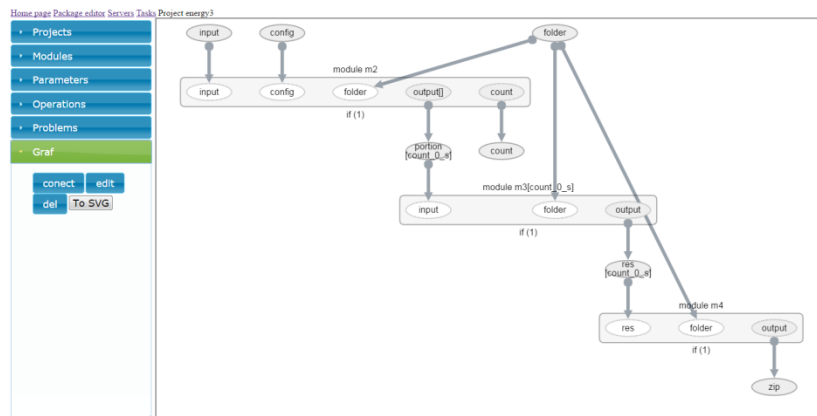 Home page Package editor Servers Tasks Project energy3
Projects
Modules
Parameters
Operations
Problems
Graf
conect edit
del To SVG
input config folder
module m2
input config folder output[] count
if (1)
portion
[count_0_s]
count
module m3[count_0_s]
input folder output
if (1)
res
[count_0_s]
module m4
res folder output
if (1)
zip